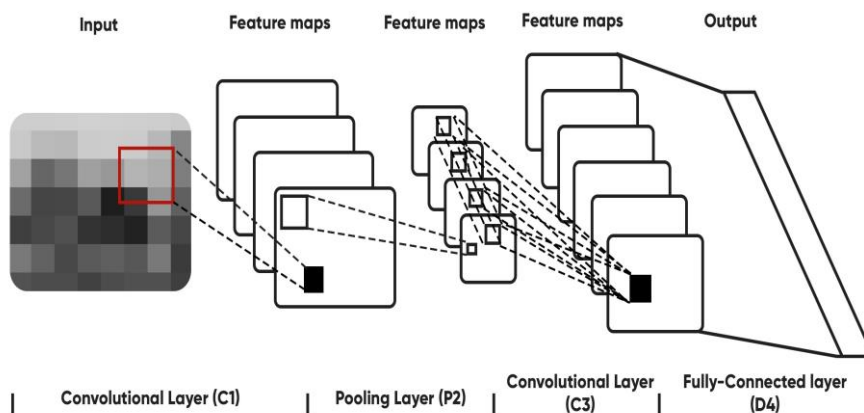 Input
Feature maps
Feature maps
Feature maps
Output
Convolutional Layer (C1)
Pooling Layer (P2)
Convolutional Layer
(C3)
Fully-Connected layer
(D4)